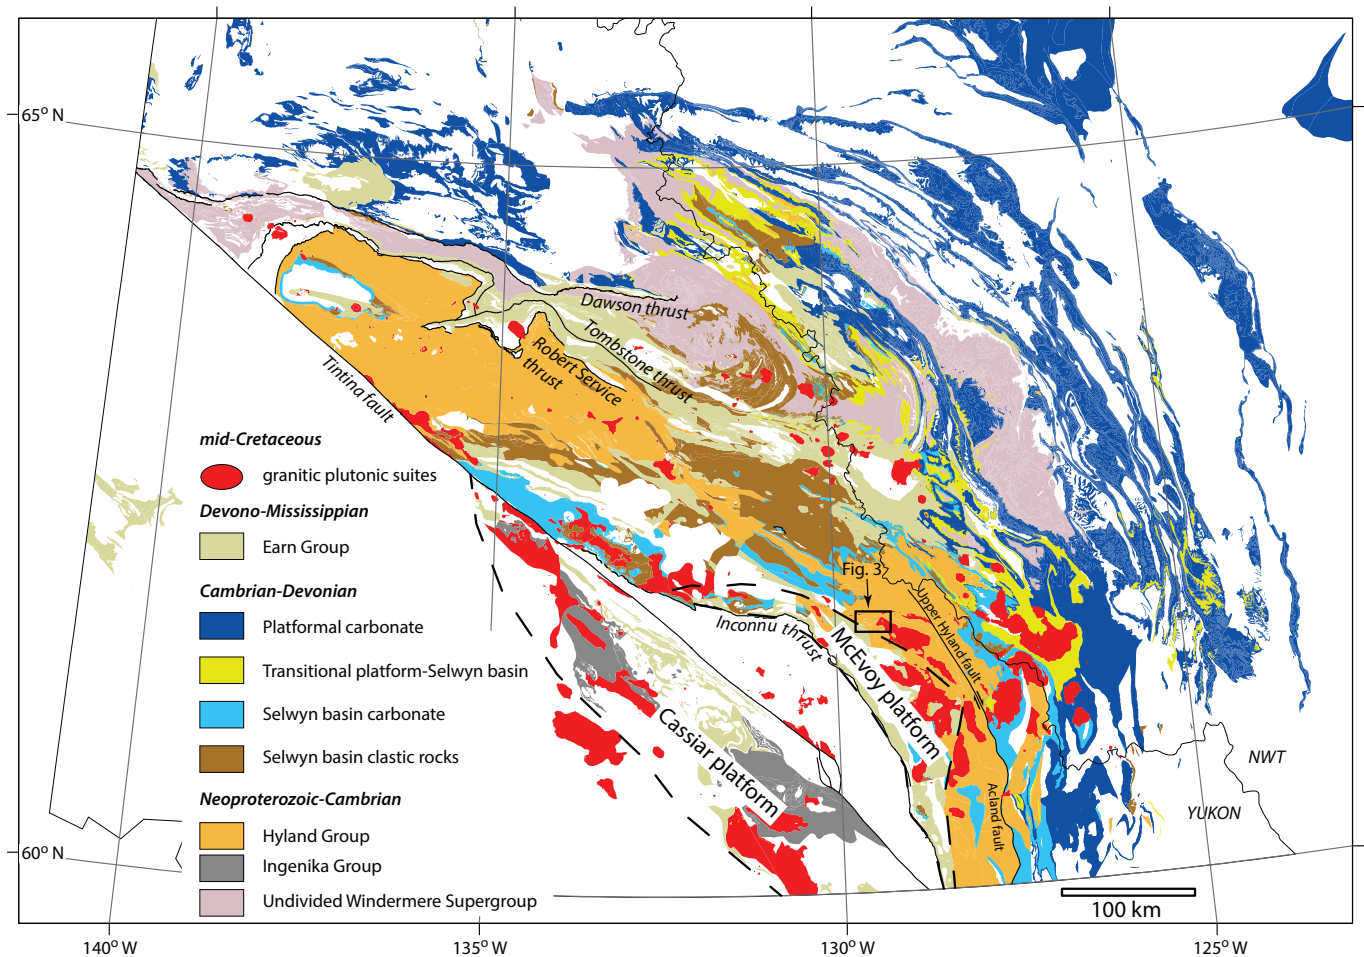 65° N
Dawson thrust
Tombstone thrust
Robert Service
thrust
Tintina fault
mid-Cretaceous
granitic plutonic suites
Devono-Mississippian
Earn Group
Cambrian-Devonian
Platformal carbonate
Transitional platform-Selwyn basin
Selwyn basin carbonate
Selwyn basin clastic rocks
Neoproterozoic-Cambrian
Hyland Group
Ingenika Group
Undivided Windermere Supergroup
Fig. 3
Upper Hyland fault
Inconnu thrust
McEvoy platform
Cassiar platform
Acland fault
NWT
YUKON
60° N
100 km
140° W
135° W
130° W
125° W